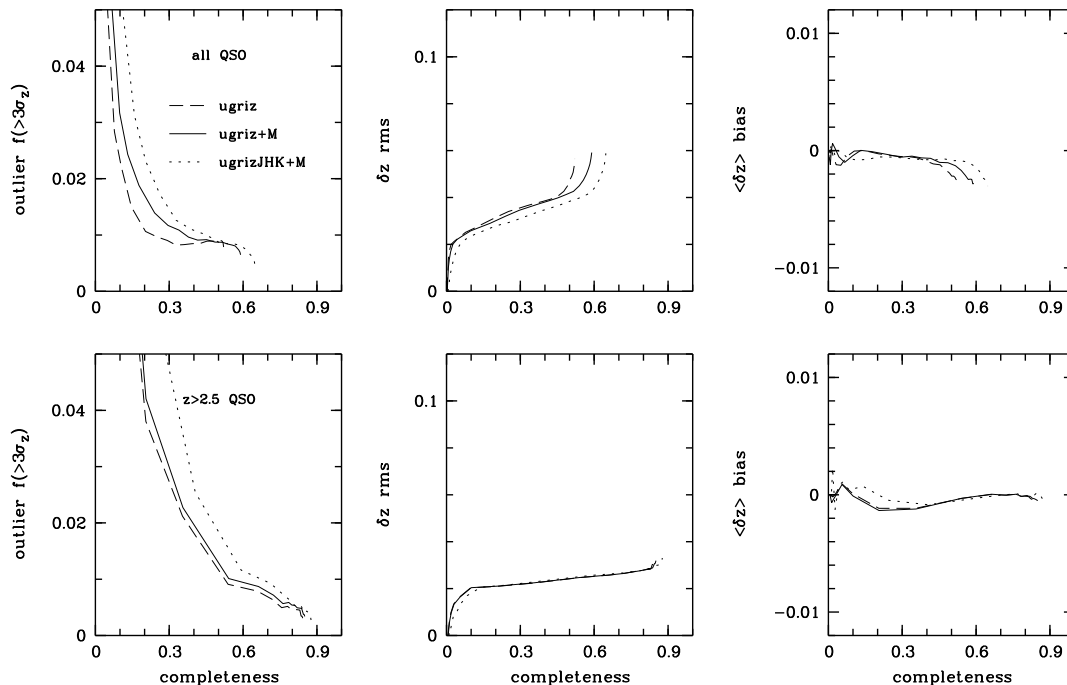 outlier f(>3σz)
0.04
0.02
0
all QSO
ugriz
ugriz+M
ugrizJHK+M
0 0.3 0.6 0.9
δz rms
0.1
0
0 0.3 0.6 0.9
<δz> bias
0.01
0
−0.01
0 0.3 0.6 0.9
outlier f(>3σz)
0.04
0.02
0
z>2.5 QSO
0 0.3 0.6 0.9
completeness
δz rms
0.1
0
0 0.3 0.6 0.9
completeness
<δz> bias
0.01
0
−0.01
0 0.3 0.6 0.9
completeness